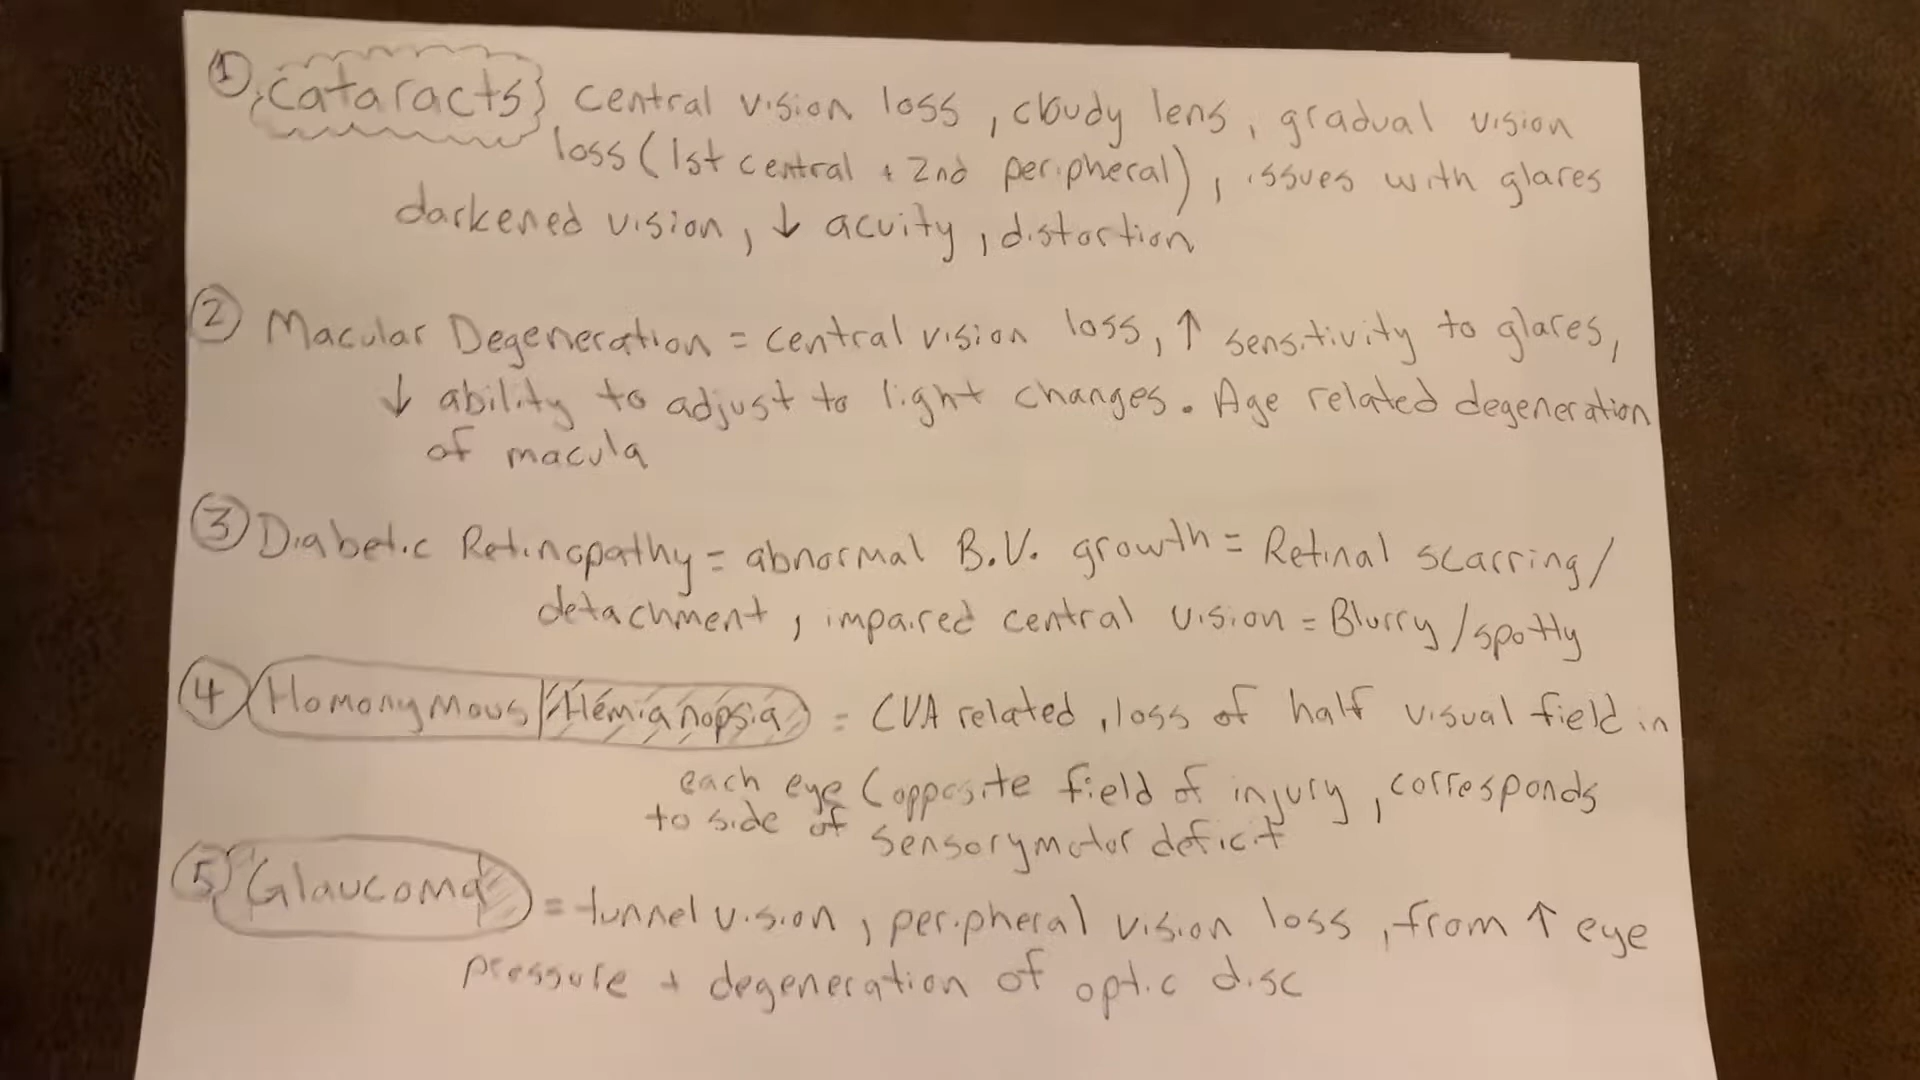 ① Cataracts} central vision loss, cloudy lens, gradual vision
loss (1st central + 2nd peripheral), issues with glares
darkened vision, ↓ acuity, distortion
② Macular Degeneration = central vision loss, ↑ sensitivity to glares,
↓ ability to adjust to light changes. Age related degeneration
of macula
③ Diabetic Retinopathy = abnormal B.V. growth = Retinal scarring/
detachment, impaired central vision = Blurry/spotty
④ Homonymous|Hemianopsia = CVA related, loss of half visual field in
each eye (opposite field of injury, corresponds
to side of sensorymotor deficit
⑤ Glaucoma = tunnel vision, peripheral vision loss, from ↑ eye
pressure + degeneration of optic disc